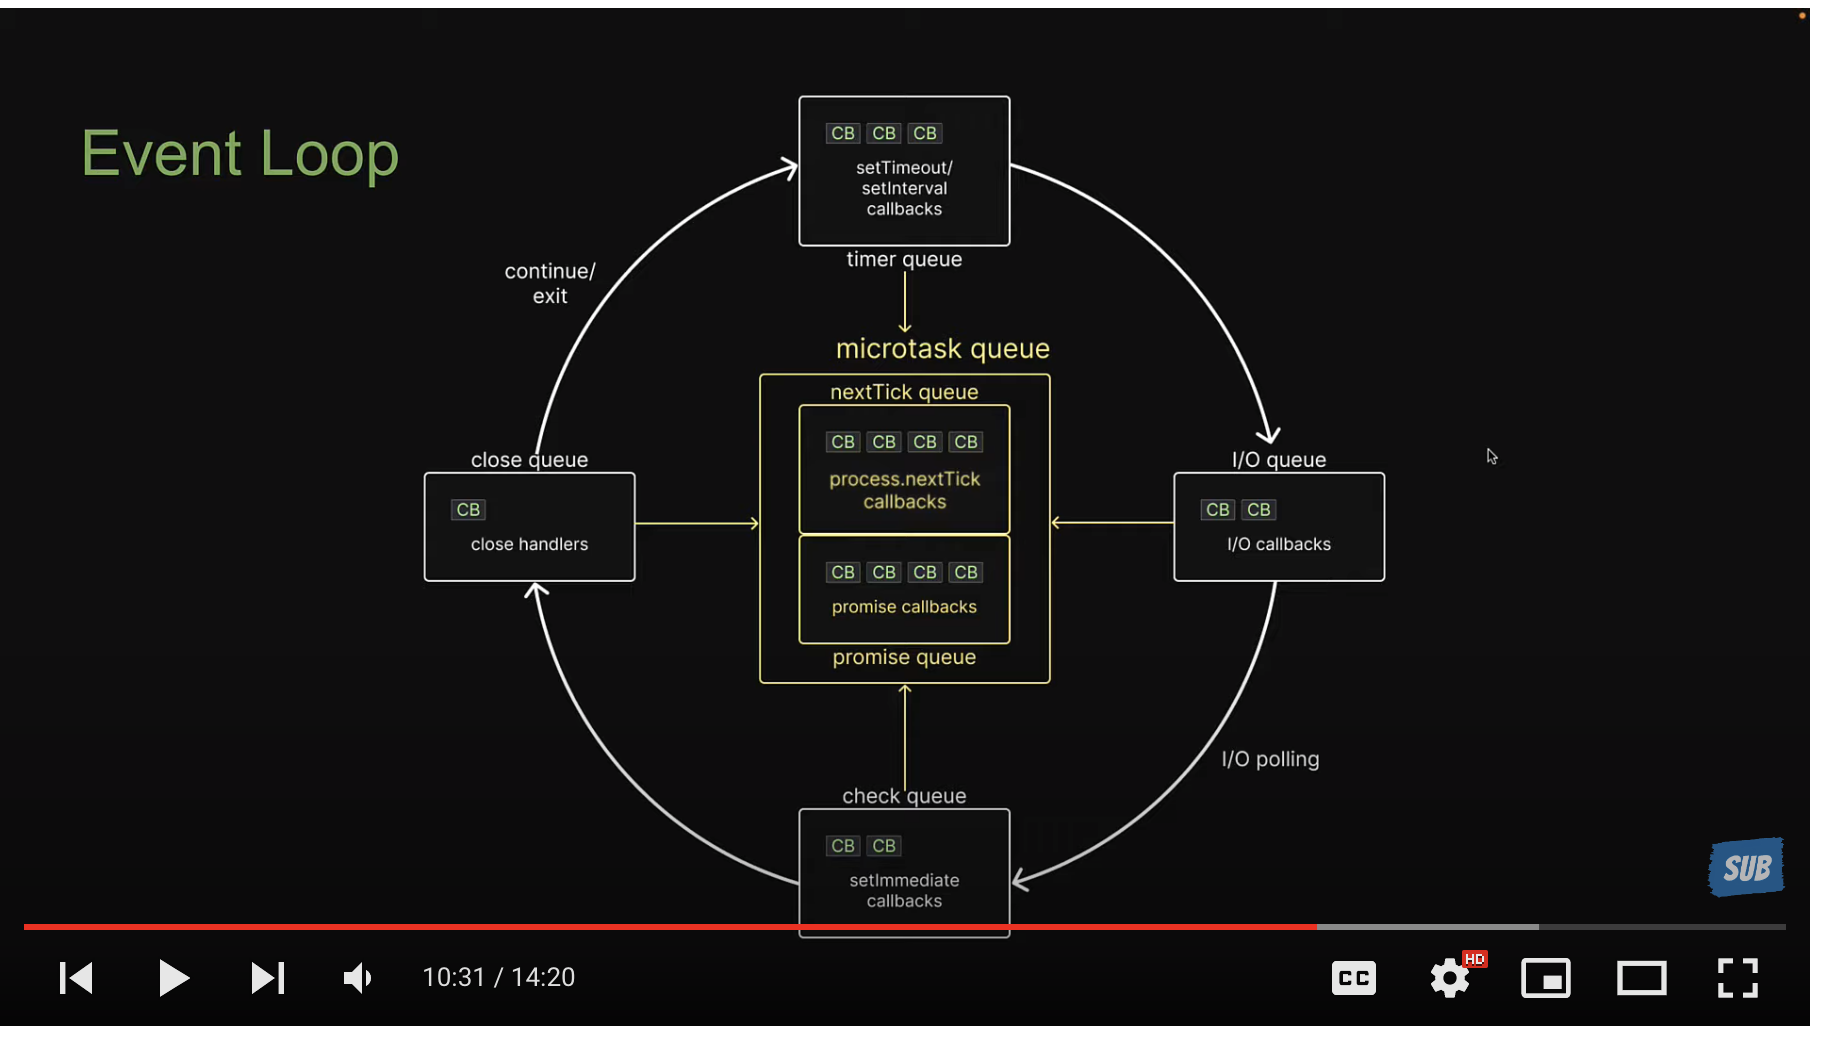 Event Loop
CB CB CB
setTimeout/
setInterval
callbacks
timer queue
continue/
exit
microtask queue
nextTick queue
CB CB CB CB
process.nextTick
callbacks
CB CB CB CB
promise callbacks
promise queue
close queue
CB
close handlers
I/O queue
CB CB
I/O callbacks
I/O polling
check queue
CB CB
setImmediate
callbacks
SUB
10:31 / 14:20
CC
HD